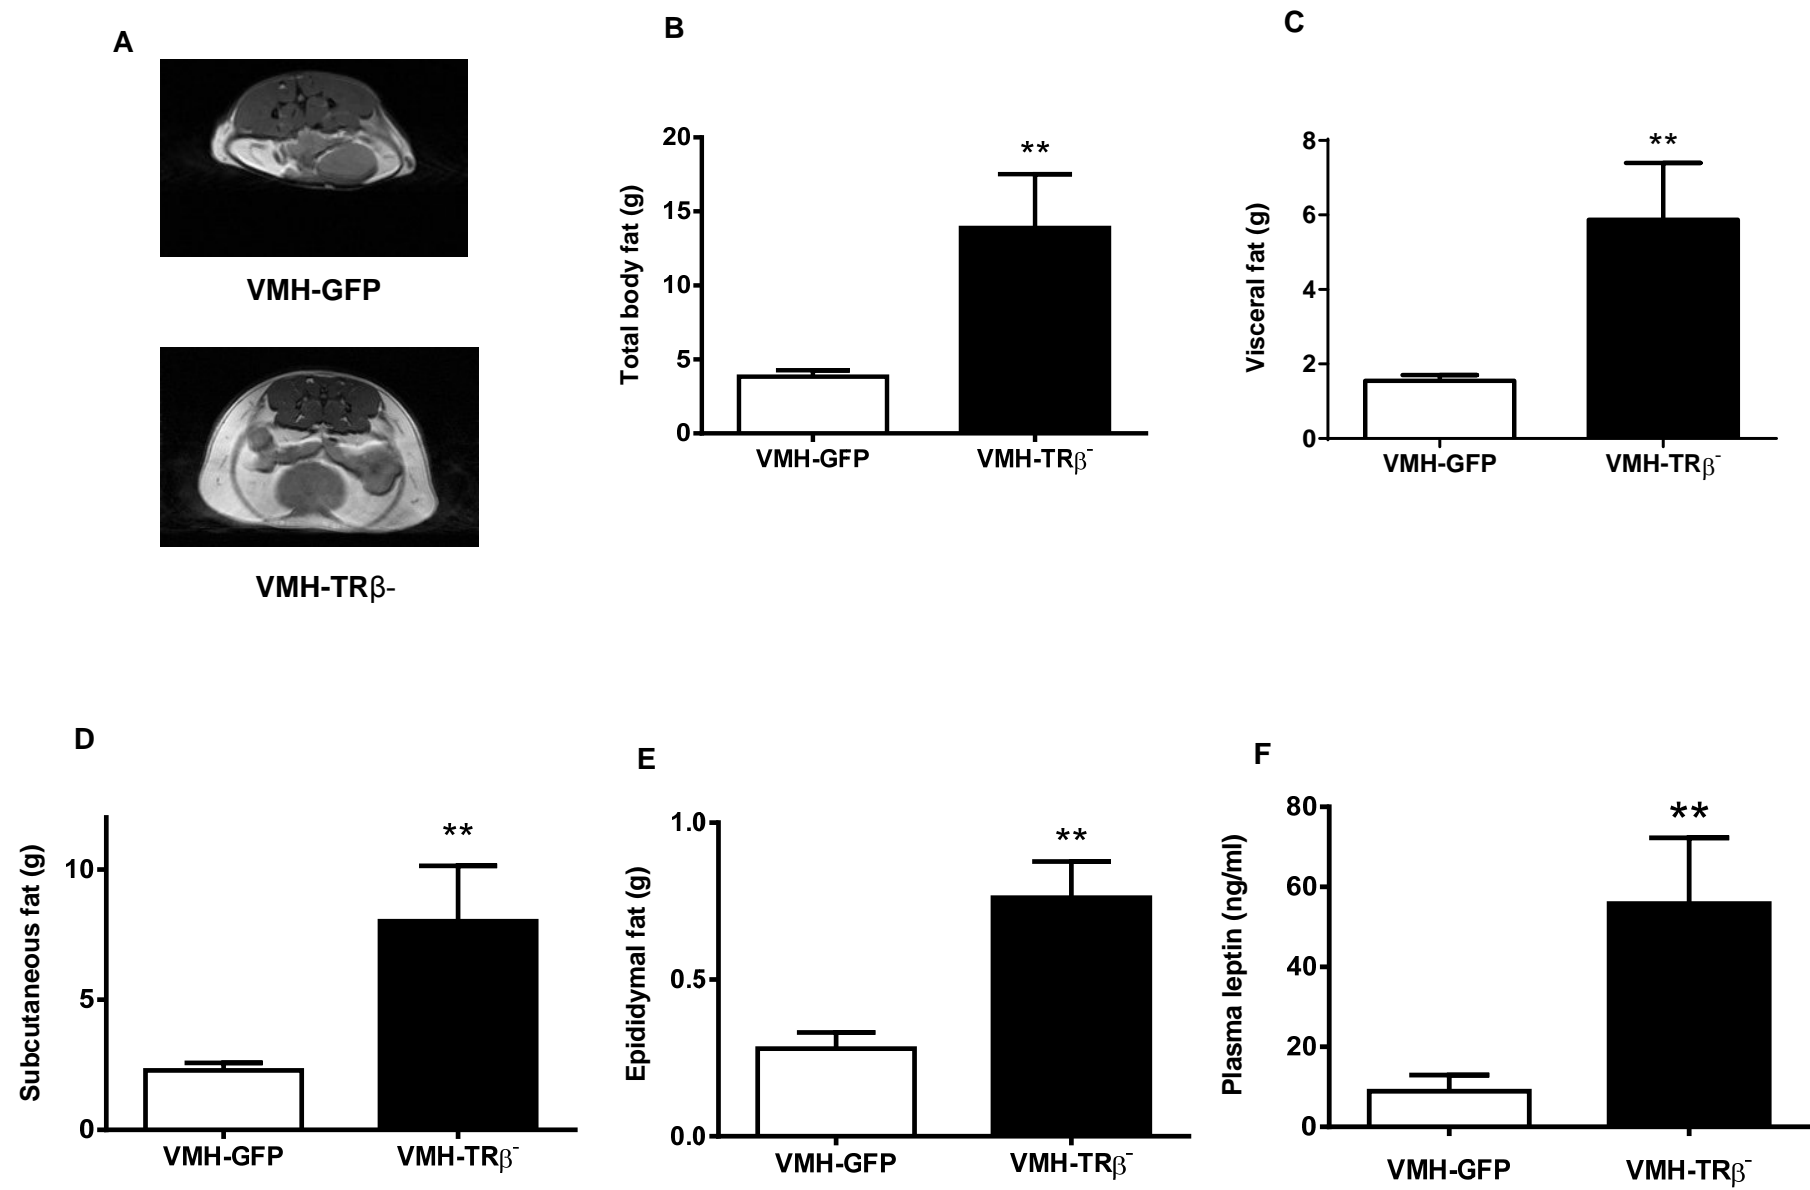 A
VMH-GFP
VMH-TRβ-
B
Total body fat (g)
20
15
10
5
0
**
VMH-GFP
VMH-TRβ⁻
C
Visceral fat (g)
8
6
4
2
0
**
VMH-GFP
VMH-TRβ⁻
D
Subcutaneous fat (g)
10
5
0
**
VMH-GFP
VMH-TRβ⁻
E
Epididymal fat (g)
1.0
0.5
0.0
**
VMH-GFP
VMH-TRβ⁻
F
Plasma leptin (ng/ml)
80
60
40
20
0
**
VMH-GFP
VMH-TRβ⁻